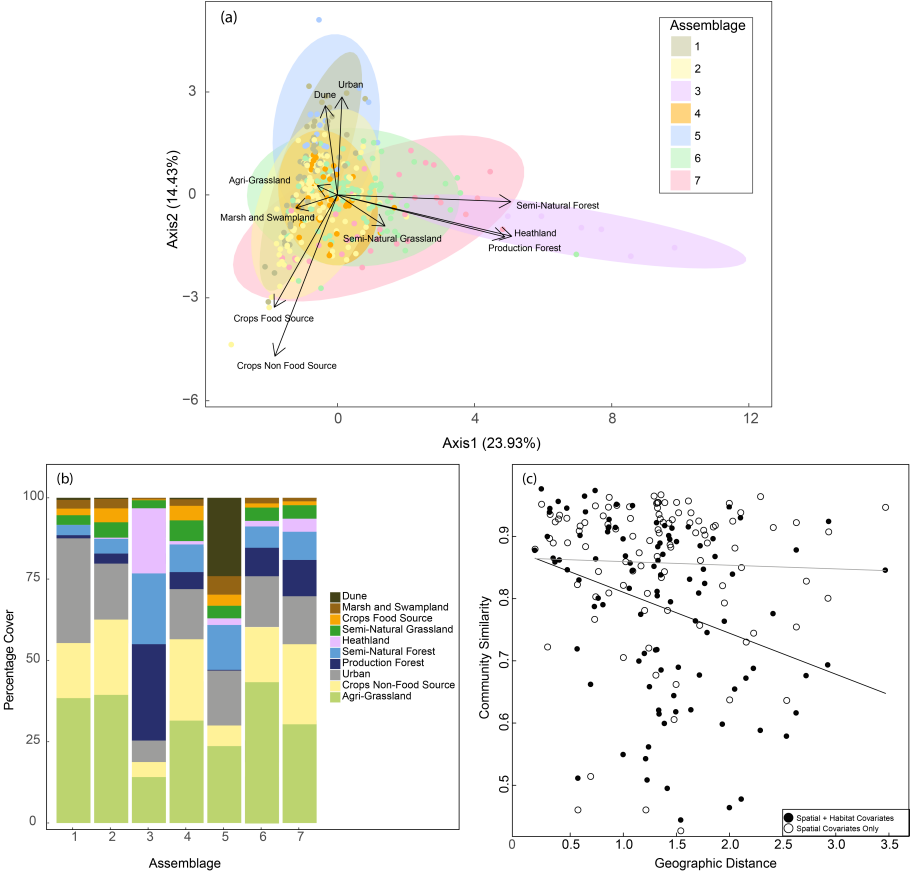 (a)
Assemblage
1
2
3
4
5
6
7
3
0
−3
−6
Axis2 (14.43%)
Urban
Dune
Agri-Grassland
Marsh and Swampland
Semi-Natural Forest
Semi-Natural Grassland
Heathland
Production Forest
Crops Food Source
Crops Non Food Source
0 4 8 12
Axis1 (23.93%)
(b)
100
75
50
25
0
Percentage Cover
1 2 3 4 5 6 7
Assemblage
Dune
Marsh and Swampland
Crops Food Source
Semi-Natural Grassland
Heathland
Semi-Natural Forest
Production Forest
Urban
Crops Non-Food Source
Agri-Grassland
(c)
0.9
0.8
0.7
0.6
0.5
Community Similarity
Spatial + Habitat Covariates
Spatial Covariates Only
0 0.5 1.0 1.5 2.0 2.5 3.0 3.5
Geographic Distance